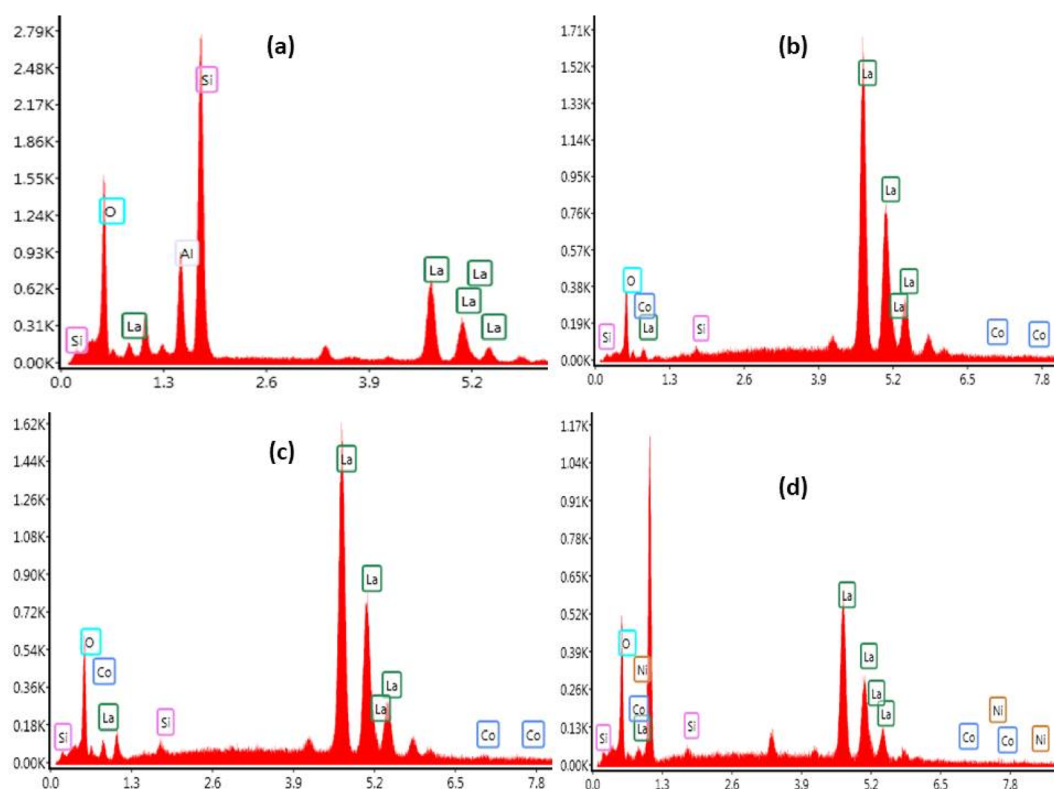 (a)
2.79K
2.48K
2.17K
1.86K
1.55K
1.24K
0.93K
0.62K
0.31K
0.00K
Si
O
La
Al
Si
La
La
La
La
0.0 1.3 2.6 3.9 5.2
(b)
1.71K
1.52K
1.33K
1.14K
0.95K
0.76K
0.57K
0.38K
0.19K
0.00K
Si
O
Co
La
Si
La
La
La
La
Co
Co
0.0 1.3 2.6 3.9 5.2 6.5 7.8
(c)
1.62K
1.44K
1.26K
1.08K
0.90K
0.72K
0.54K
0.36K
0.18K
0.00K
Si
O
Co
La
Si
La
La
La
La
Co
Co
0.0 1.3 2.6 3.9 5.2 6.5 7.8
(d)
1.17K
1.04K
0.91K
0.78K
0.65K
0.52K
0.39K
0.26K
0.13K
0.00K
Si
O
Ni
Co
La
Si
La
La
La
La
Co
Ni
Co
Ni
0.0 1.3 2.6 3.9 5.2 6.5 7.8